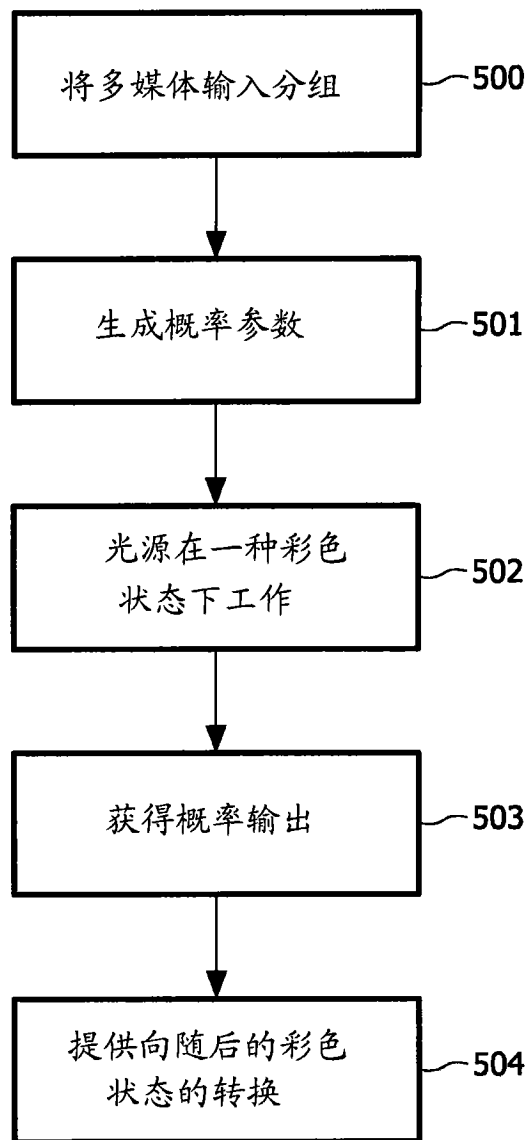 将多媒体输入分组
500
生成概率参数
501
光源在一种彩色
状态下工作
502
获得概率输出
503
提供向随后的彩色
状态的转换
504